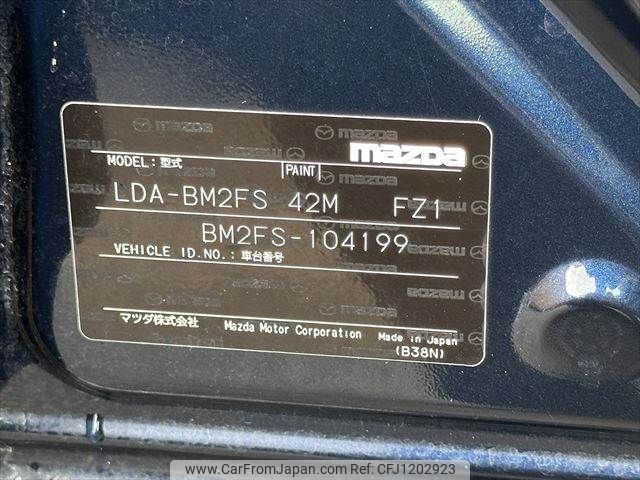 mazda
MODEL:型式
PAINT
LDA-BM2FS 42M FZ1
BM2FS-104199
VEHICLE ID.NO.:車台番号
マツダ株式会社 Mazda Motor Corporation Made in Japan
(B38N)
www.CarFromJapan.com | CFJ1202923